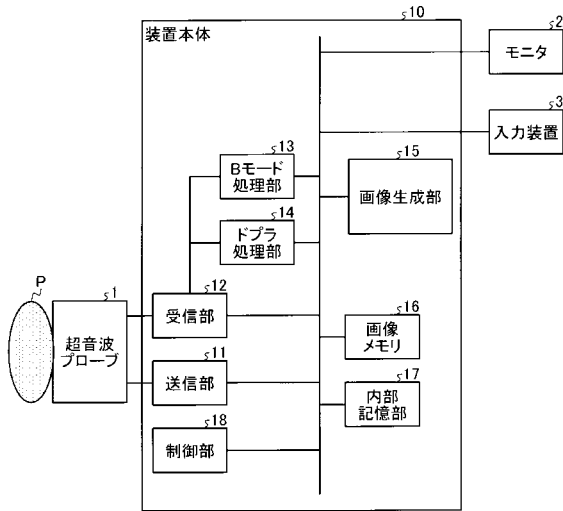 10
装置本体
2
モニタ
3
入力装置
13
Bモード
処理部
15
画像生成部
14
ドプラ
処理部
P
1
超音波
プローブ
12
受信部
16
画像
メモリ
11
送信部
17
内部
記憶部
18
制御部